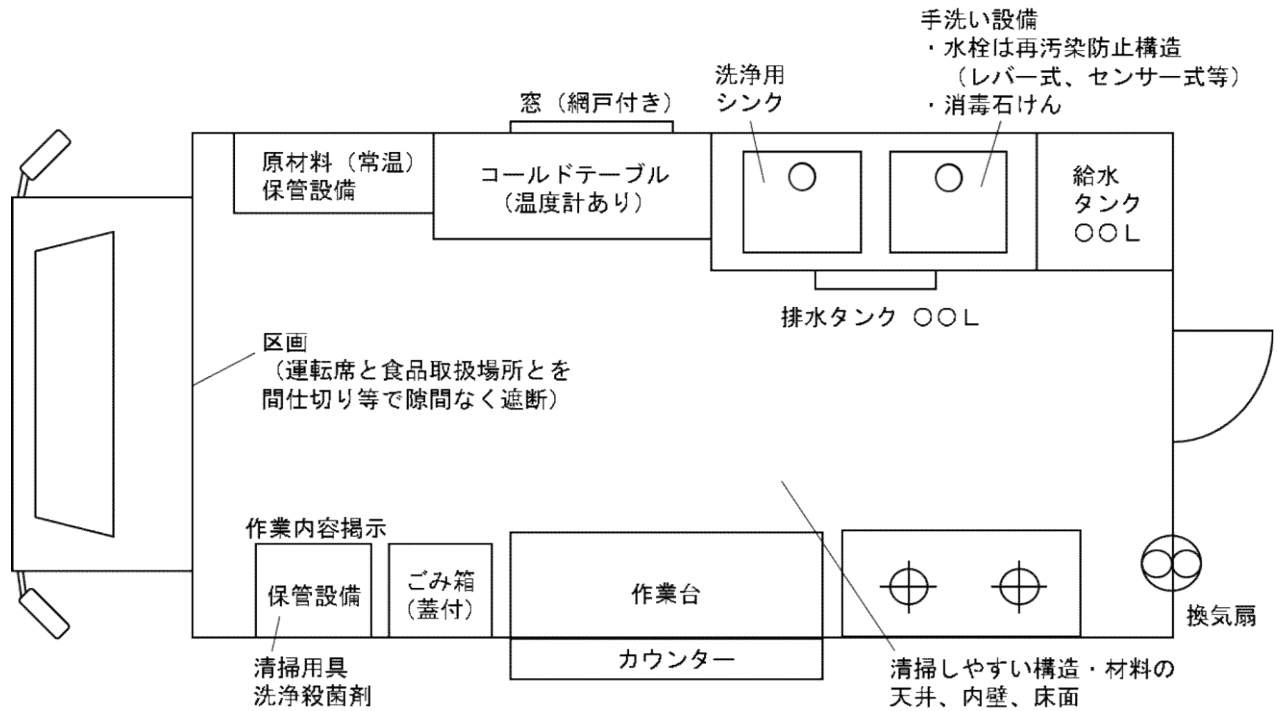 手洗い設備
・水栓は再汚染防止構造
（レバー式、センサー式等）
・消毒石けん
洗浄用
シンク
窓（網戸付き）
原材料（常温）
保管設備
コールドテーブル
（温度計あり）
給水
タンク
○○L
排水タンク ○○L
区画
（運転席と食品取扱場所とを
間仕切り等で隙間なく遮断）
作業内容掲示
保管設備
ごみ箱
（蓋付）
作業台
カウンター
換気扇
清掃用具
洗浄殺菌剤
清掃しやすい構造・材料の
天井、内壁、床面